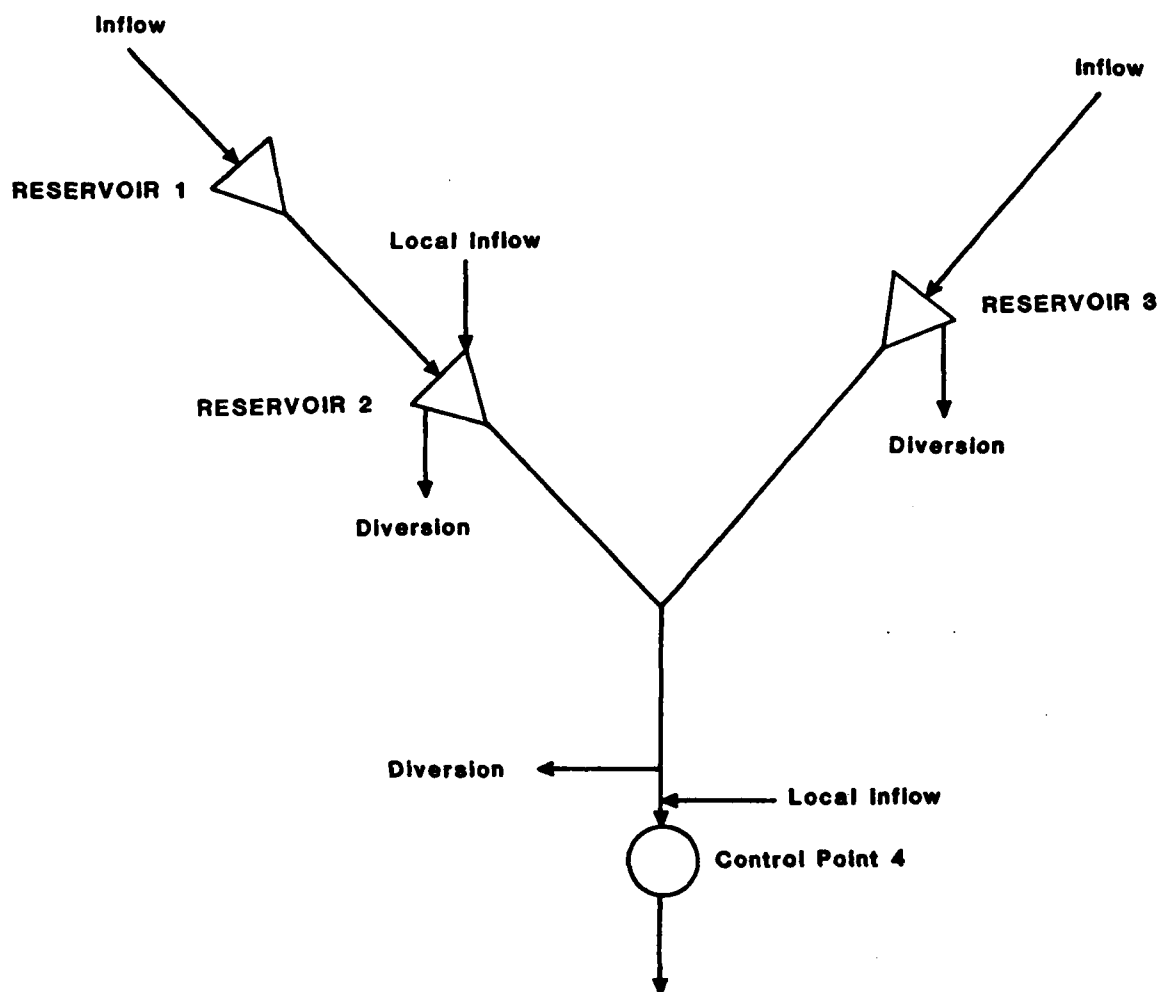 Inflow
Inflow
RESERVOIR 1
Local Inflow
RESERVOIR 3
RESERVOIR 2
Diversion
Diversion
Diversion
Local Inflow
Control Point 4